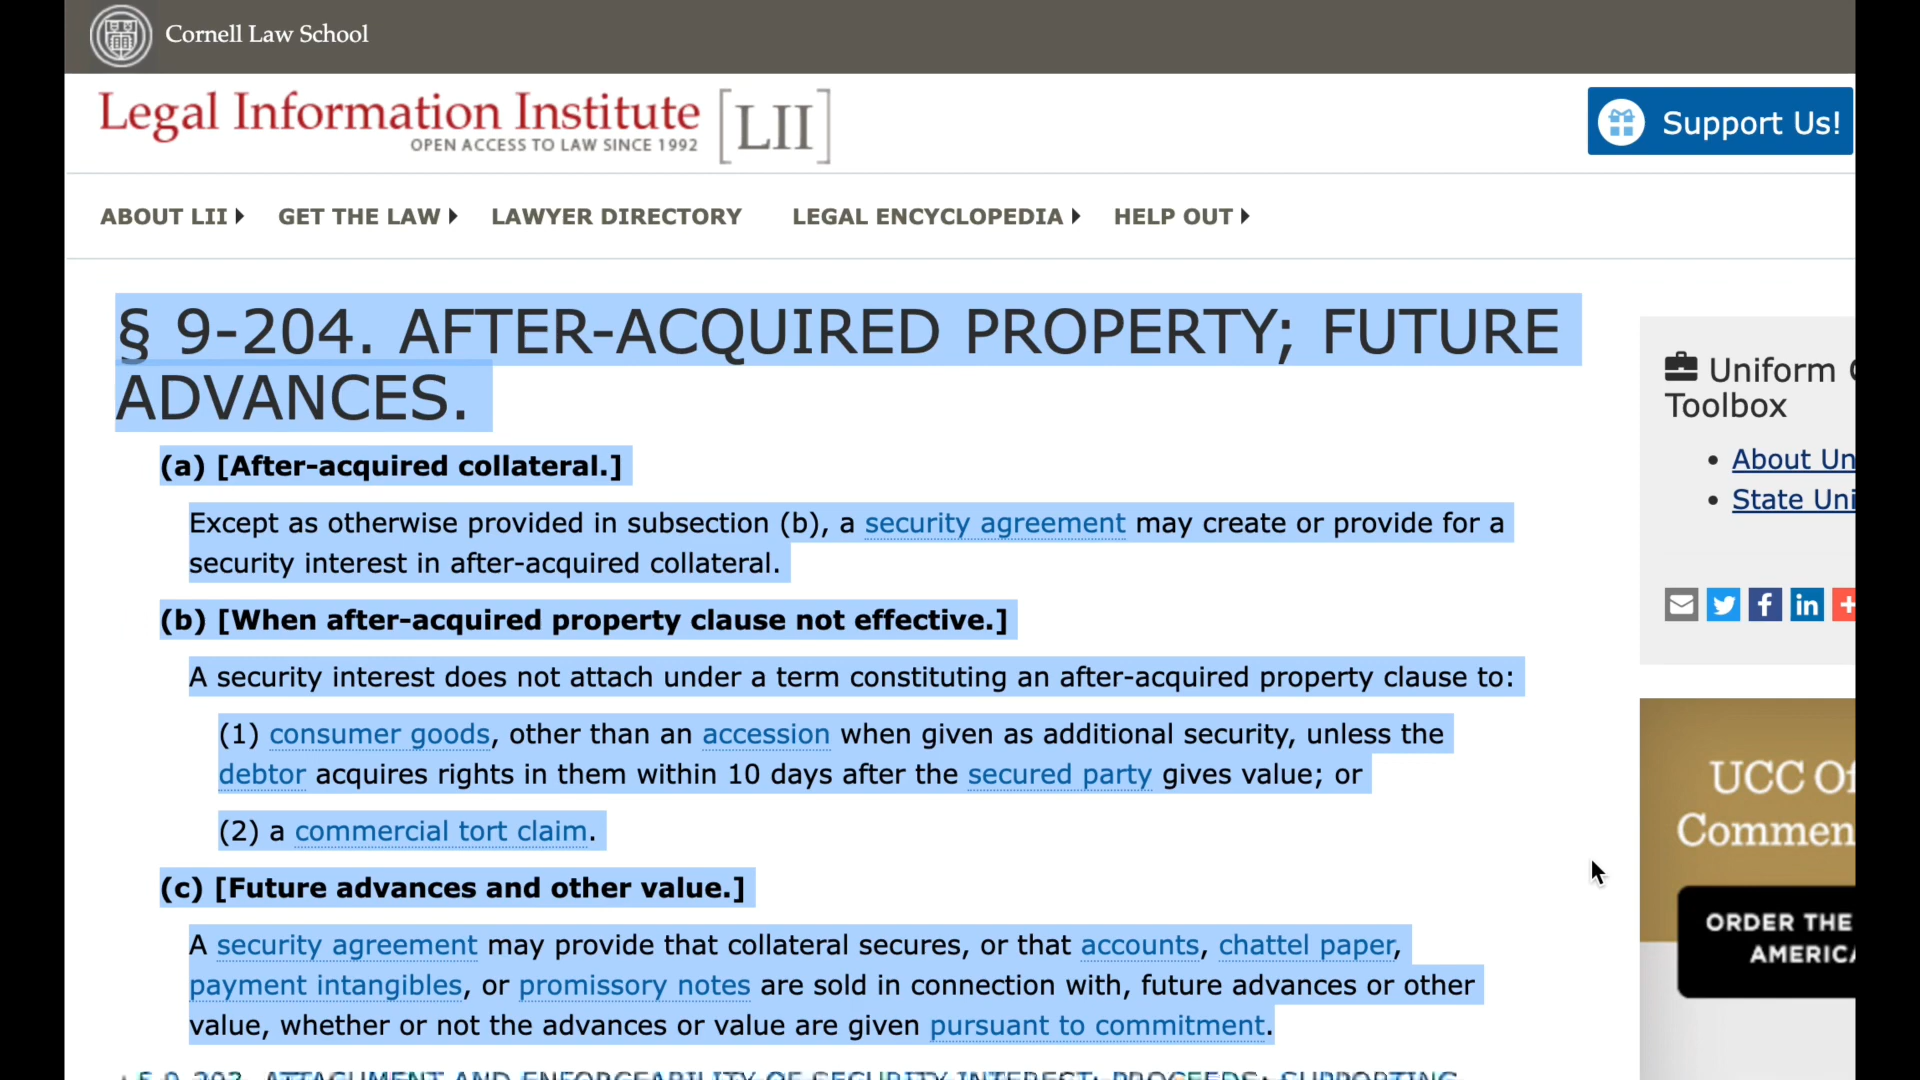 Cornell Law School
Legal Information Institute [LII]
OPEN ACCESS TO LAW SINCE 1992
Support Us!
ABOUT LII GET THE LAW LAWYER DIRECTORY LEGAL ENCYCLOPEDIA HELP OUT
§ 9-204. AFTER-ACQUIRED PROPERTY; FUTURE
ADVANCES.
(a) [After-acquired collateral.]
Except as otherwise provided in subsection (b), a security agreement may create or provide for a
security interest in after-acquired collateral.
(b) [When after-acquired property clause not effective.]
A security interest does not attach under a term constituting an after-acquired property clause to:
(1) consumer goods, other than an accession when given as additional security, unless the
debtor acquires rights in them within 10 days after the secured party gives value; or
(2) a commercial tort claim.
(c) [Future advances and other value.]
A security agreement may provide that collateral secures, or that accounts, chattel paper,
payment intangibles, or promissory notes are sold in connection with, future advances or other
value, whether or not the advances or value are given pursuant to commitment.
Uniform
Toolbox
• About Un
• State Uni
UCC Of
Commen
ORDER THE
AMERICA